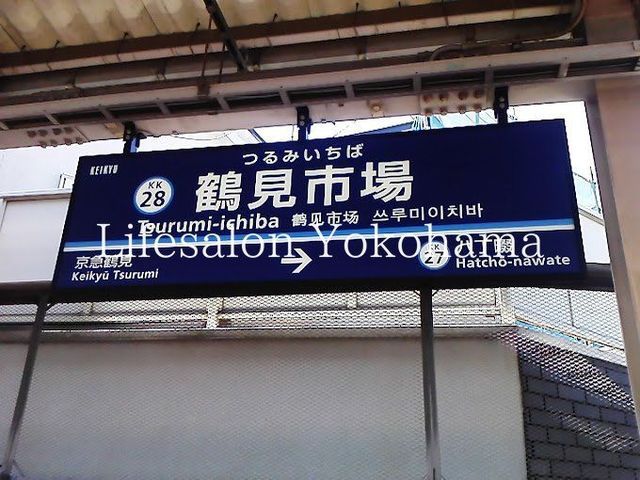 KEIKYU
つるみいちば
KK
28
鶴見市場
Tsurumi-ichiba 鹤见市场 쓰루미이치바
Lifesalon Yokohama
京急鶴見
Keikyū Tsurumi
→
KK
27
畷
Hatchō-nawate